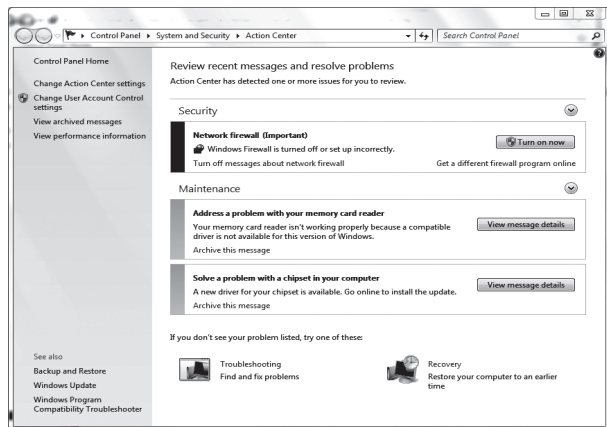 Control Panel ▸ System and Security ▸ Action Center
Search Control Panel
Control Panel Home
Change Action Center settings
Change User Account Control
settings
View archived messages
View performance information
Review recent messages and resolve problems
Action Center has detected one or more issues for you to review.
Security
Network firewall (Important)
Windows Firewall is turned off or set up incorrectly.
Turn on now
Turn off messages about network firewall
Get a different firewall program online
Maintenance
Address a problem with your memory card reader
Your memory card reader isn't working properly because a compatible
driver is not available for this version of Windows.
View message details
Archive this message
Solve a problem with a chipset in your computer
A new driver for your chipset is available. Go online to install the update.
View message details
Archive this message
If you don't see your problem listed, try one of these:
Troubleshooting
Find and fix problems
Recovery
Restore your computer to an earlier
time
See also
Backup and Restore
Windows Update
Windows Program
Compatibility Troubleshooter